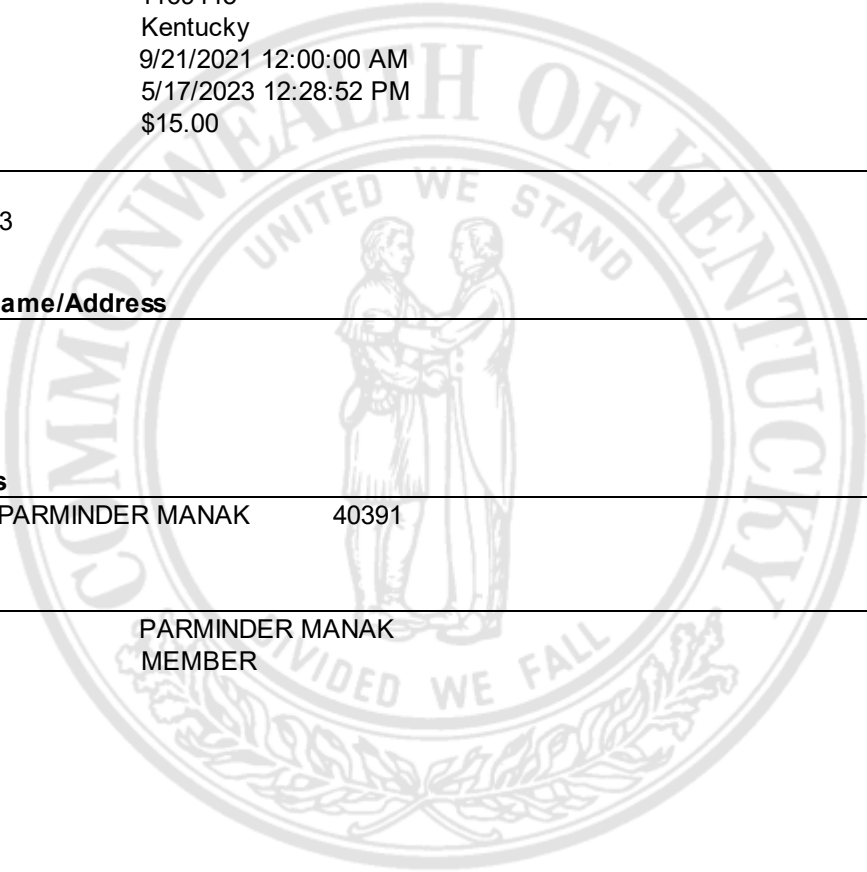 Kentucky
9/21/2021 12:00:00 AM
5/17/2023 12:28:52 PM
$15.00
COMMONWEALTH OF KENTUCKY
UNITED WE STAND
3
ame/Address
s
PARMINDER MANAK 40391
PARMINDER MANAK
MEMBER
DIVIDED WE FALL